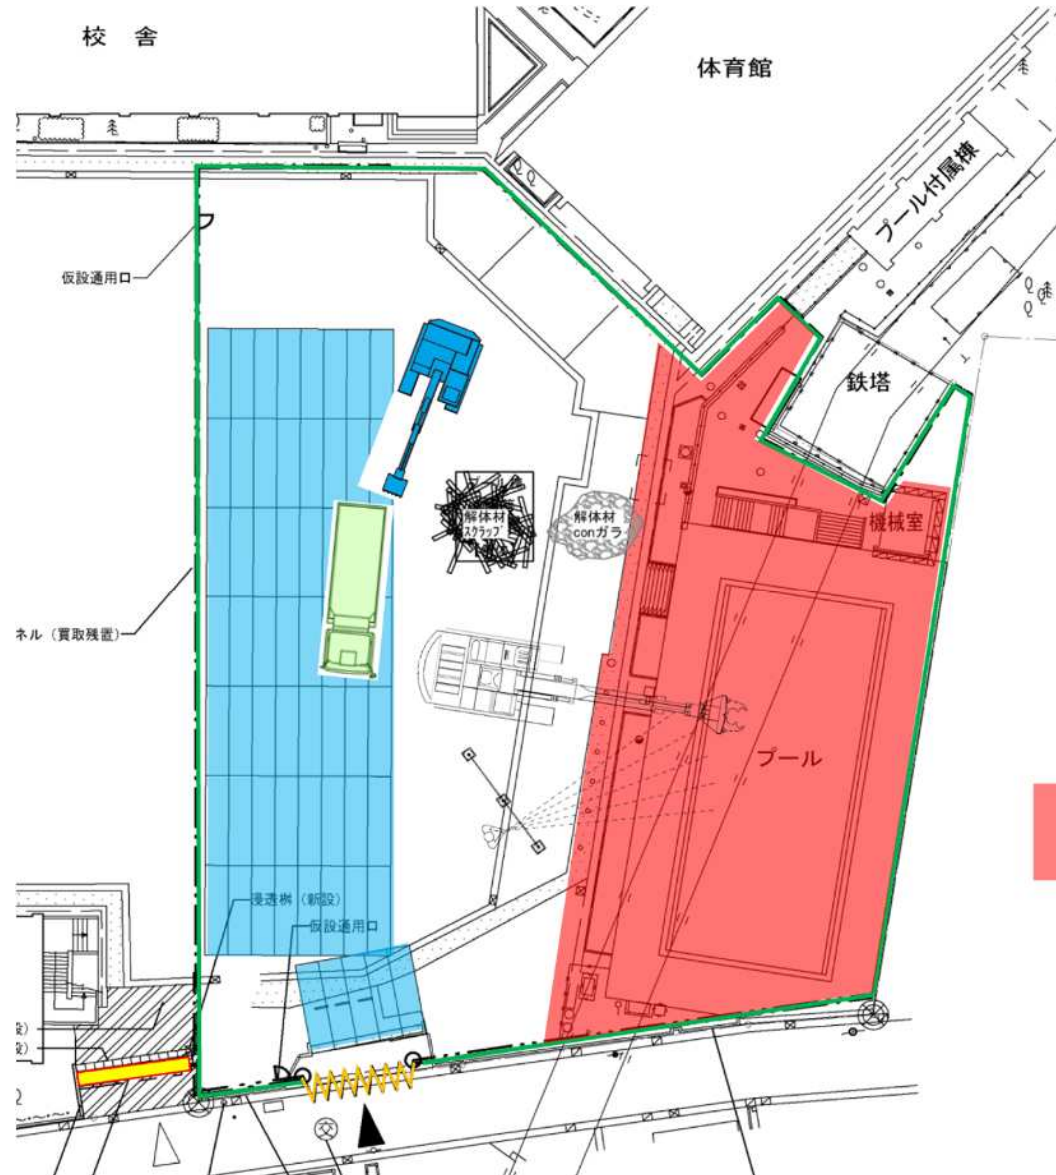 校 舎
体育館
プール付属棟
仮設通用口
鉄塔
解体材
スクラップ
解体材
conガラ
機械室
ネル（買取残置）
プール
浸透桝（新設）
仮設通用口
設）
設）